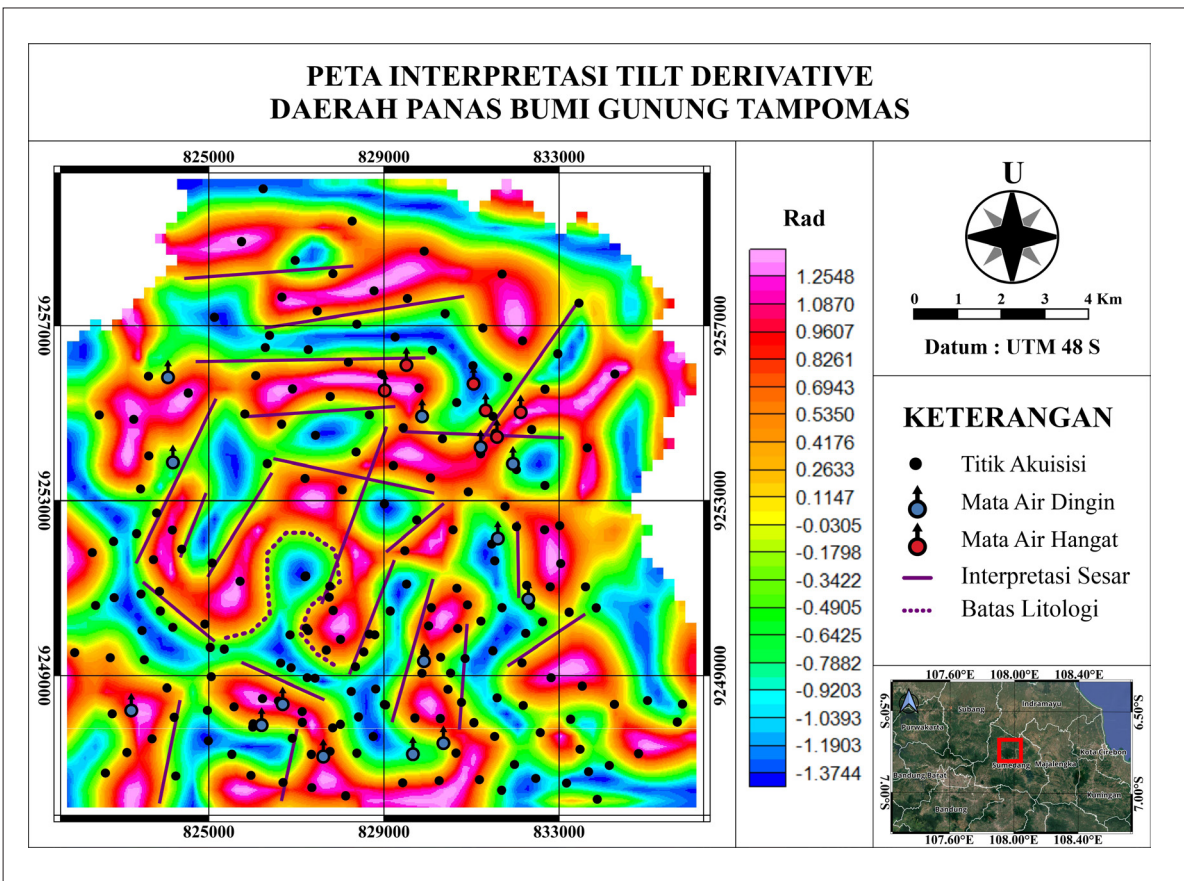 PETA INTERPRETASI TILT DERIVATIVE
DAERAH PANAS BUMI GUNUNG TAMPOMAS
825000 829000 833000
9257000 9257000
9253000 9253000
9249000 9249000
825000 829000 833000
Rad
1.2548
1.0870
0.9607
0.8261
0.6943
0.5350
0.4176
0.2633
0.1147
-0.0305
-0.1798
-0.3422
-0.4905
-0.6425
-0.7882
-0.9203
-1.0393
-1.1903
-1.3744
U
0 1 2 3 4 Km
Datum : UTM 48 S
KETERANGAN
Titik Akuisisi
Mata Air Dingin
Mata Air Hangat
Interpretasi Sesar
Batas Litologi
107.60°E 108.00°E 108.40°E
6.50°S 6.50°S
Subang
Indramayu
Purwakarta
Kota Cirebon
Sumedang
Majalengka
Bandung Barat
Kuningan
7.00°S 7.00°S
Bandung
107.60°E 108.00°E 108.40°E